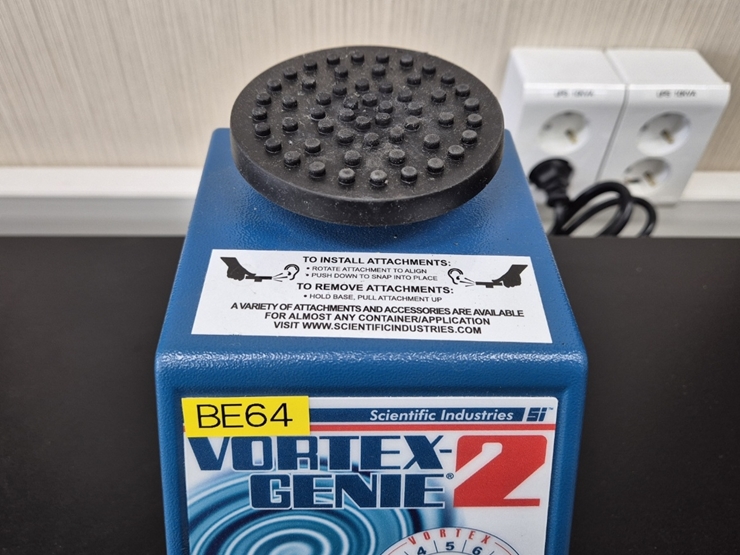 TO INSTALL ATTACHMENTS:
• ROTATE ATTACHMENT TO ALIGN
• PUSH DOWN TO SNAP INTO PLACE
TO REMOVE ATTACHMENTS:
• HOLD BASE, PULL ATTACHMENT UP
A VARIETY OF ATTACHMENTS AND ACCESSORIES ARE AVAILABLE
FOR ALMOST ANY CONTAINER/APPLICATION
VISIT WWW.SCIENTIFICINDUSTRIES.COM
BE64
Scientific Industries Si™
VORTEX-
GENIE® 2
VORTEX
4 5 6